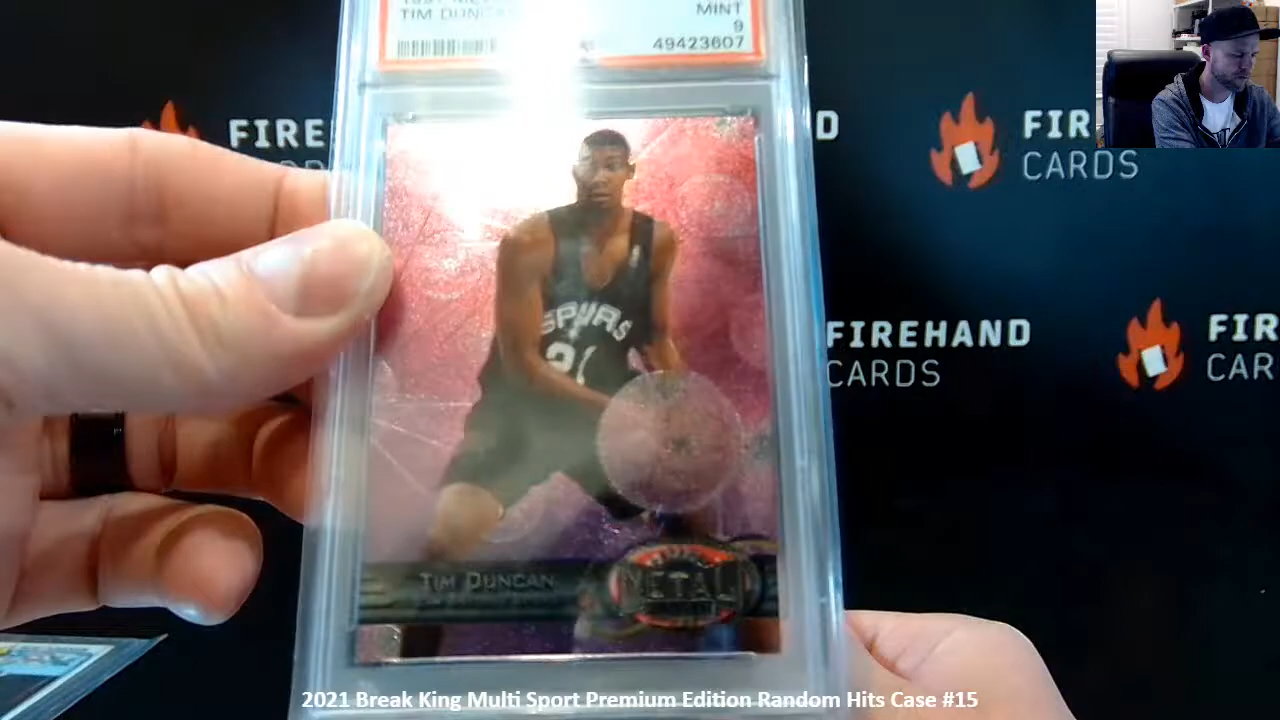 TIM DUNCAN
MINT
9
49423607
FIRE
D
FIR
CARDS
FIREHAND
CARDS
FIR
CAR
SPURS
21
TIM DUNCAN
METAL
2021 Break King Multi Sport Premium Edition Random Hits Case #15